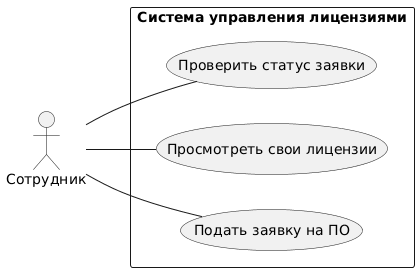 Система управления лицензиями
Проверить статус заявки
Просмотреть свои лицензии
Сотрудник
Подать заявку на ПО